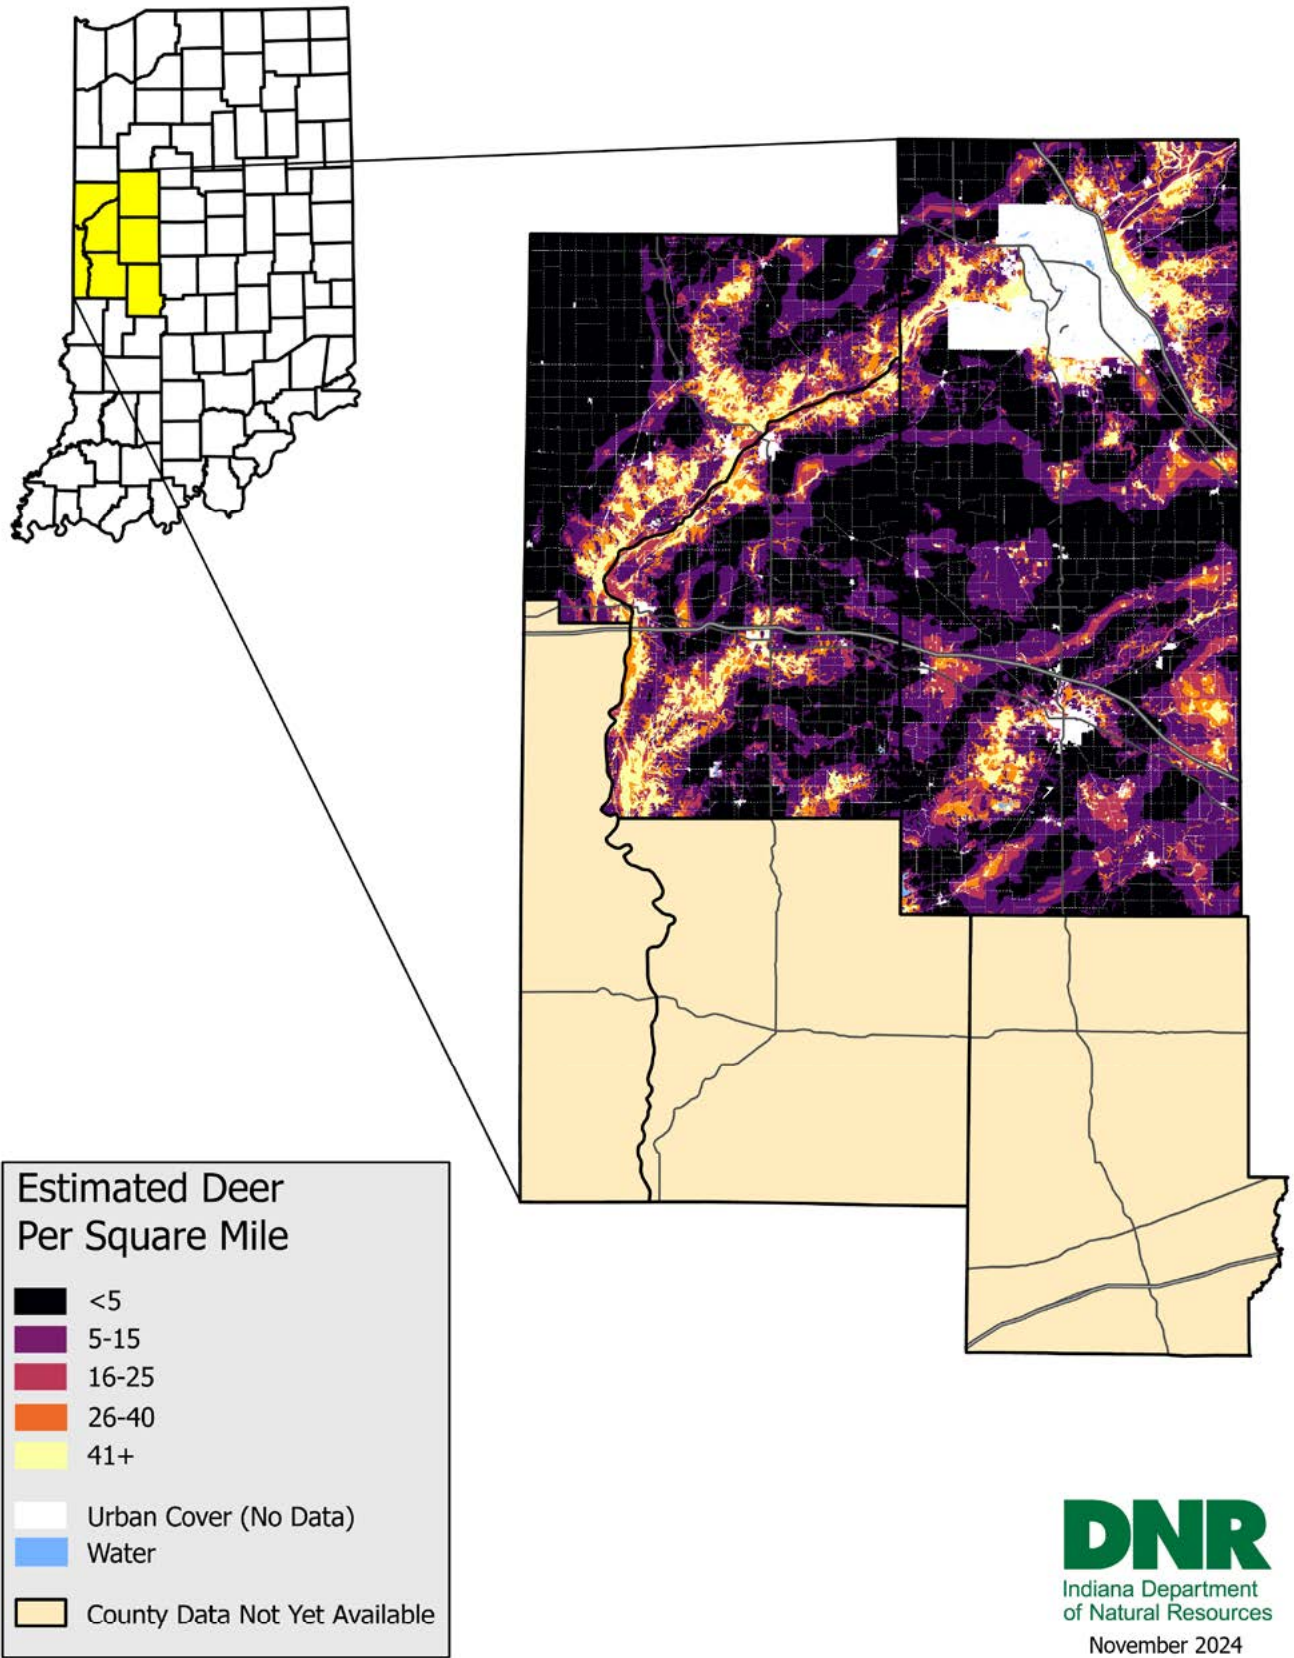 Estimated Deer
Per Square Mile
<5
5-15
16-25
26-40
41+
Urban Cover (No Data)
Water
County Data Not Yet Available
DNR
Indiana Department
of Natural Resources
November 2024